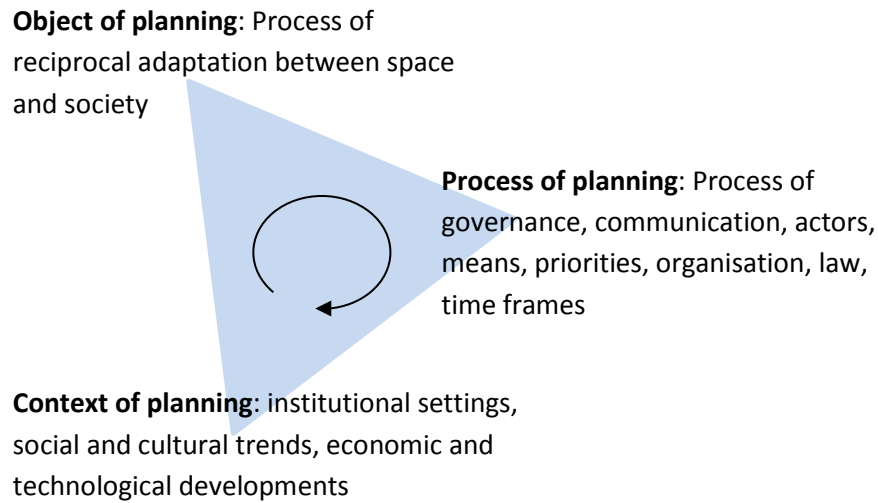 Object of planning: Process of
reciprocal adaptation between space
and society
Process of planning: Process of
governance, communication, actors,
means, priorities, organisation, law,
time frames
Context of planning: institutional settings,
social and cultural trends, economic and
technological developments